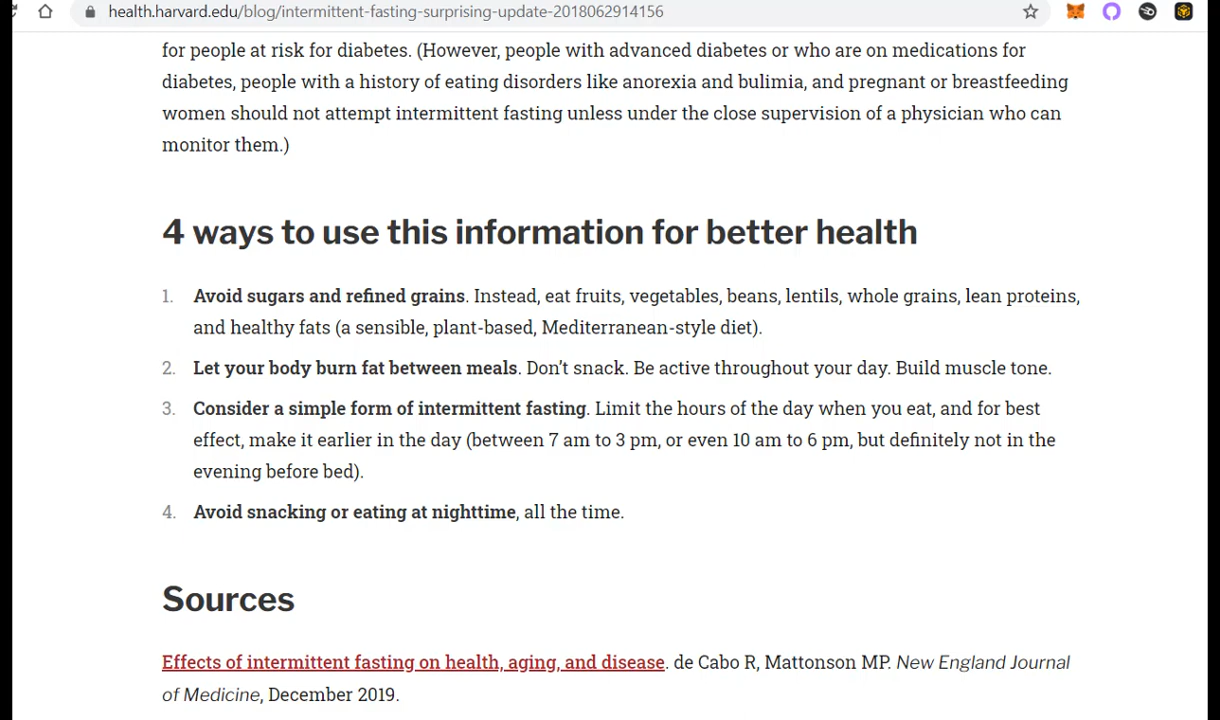 health.harvard.edu/blog/intermittent-fasting-surprising-update-2018062914156
for people at risk for diabetes. (However, people with advanced diabetes or who are on medications for
diabetes, people with a history of eating disorders like anorexia and bulimia, and pregnant or breastfeeding
women should not attempt intermittent fasting unless under the close supervision of a physician who can
monitor them.)
4 ways to use this information for better health
1. Avoid sugars and refined grains. Instead, eat fruits, vegetables, beans, lentils, whole grains, lean proteins,
and healthy fats (a sensible, plant-based, Mediterranean-style diet).
2. Let your body burn fat between meals. Don’t snack. Be active throughout your day. Build muscle tone.
3. Consider a simple form of intermittent fasting. Limit the hours of the day when you eat, and for best
effect, make it earlier in the day (between 7 am to 3 pm, or even 10 am to 6 pm, but definitely not in the
evening before bed).
4. Avoid snacking or eating at nighttime, all the time.
Sources
Effects of intermittent fasting on health, aging, and disease. de Cabo R, Mattonson MP. New England Journal
of Medicine, December 2019.